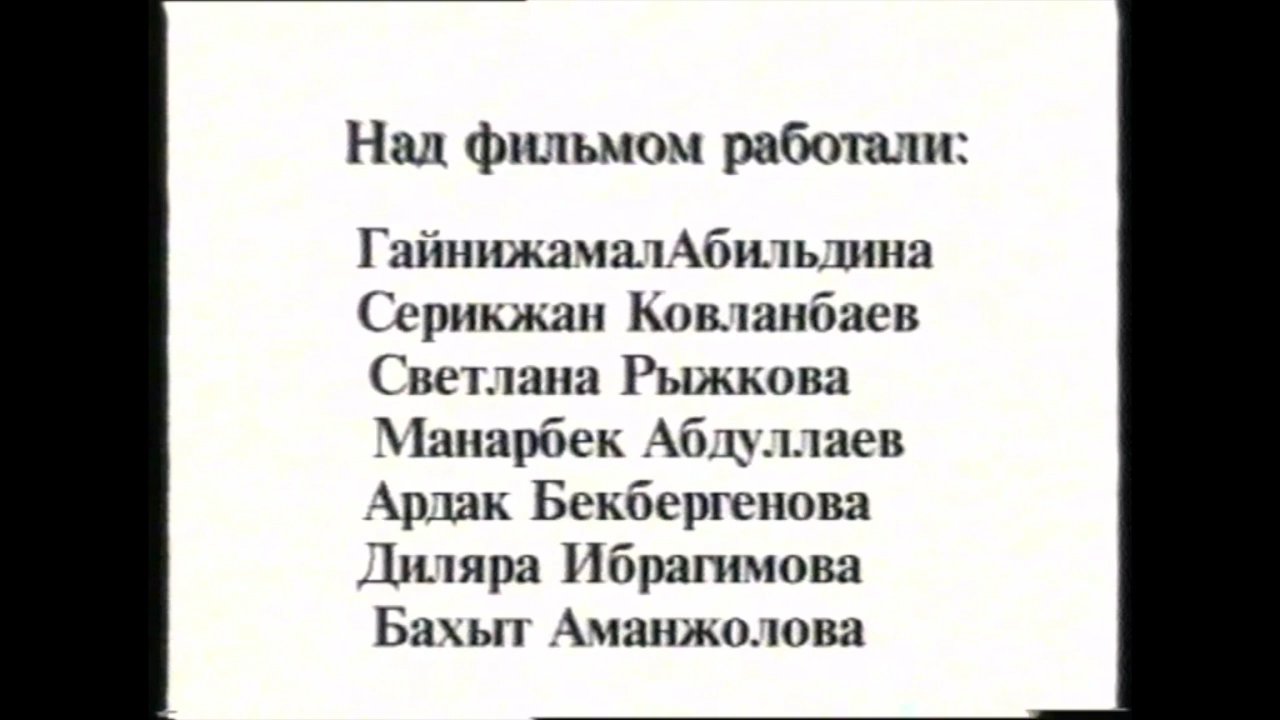 Над фильмом работали:
ГайнижамалАбильдина
Серикжан Ковланбаев
Светлана Рыжкова
Манарбек Абдуллаев
Ардак Бекбергенова
Диляра Ибрагимова
Бахыт Аманжолова